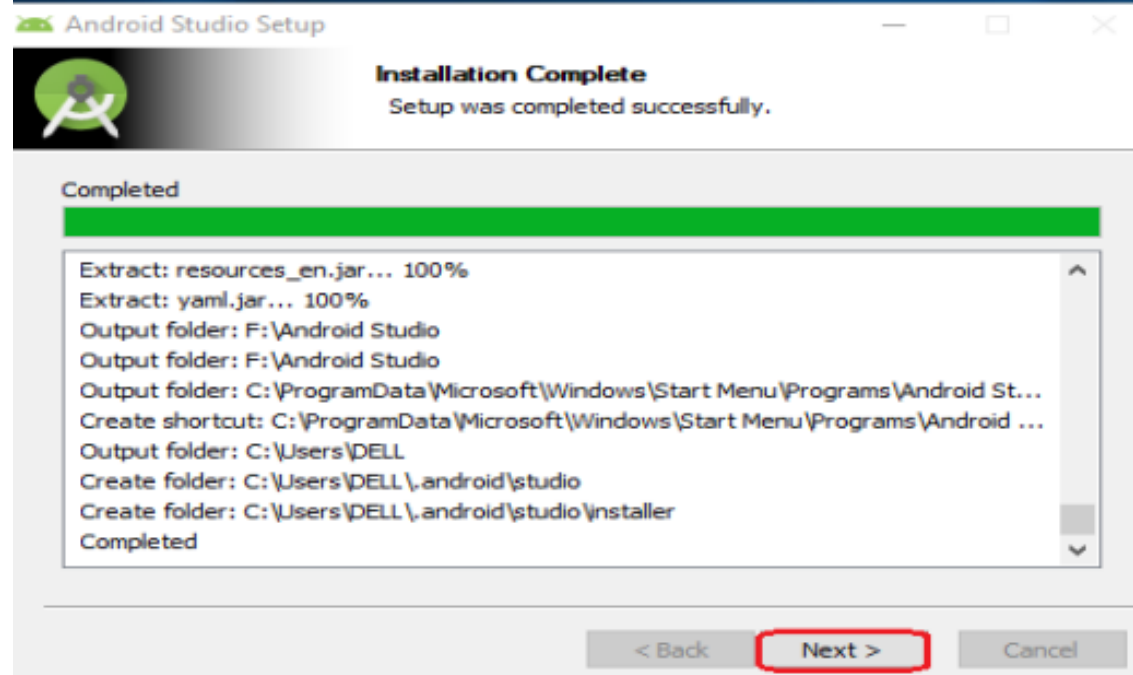 Android Studio Setup
Installation Complete
Setup was completed successfully.
Completed
Extract: resources_en.jar... 100%
Extract: yaml.jar... 100%
Output folder: F:\Android Studio
Output folder: F:\Android Studio
Output folder: C:\ProgramData\Microsoft\Windows\Start Menu\Programs\Android St...
Create shortcut: C:\ProgramData\Microsoft\Windows\Start Menu\Programs\Android ...
Output folder: C:\Users\DELL
Create folder: C:\Users\DELL\.android\studio
Create folder: C:\Users\DELL\.android\studio\installer
Completed
< Back Next > Cancel